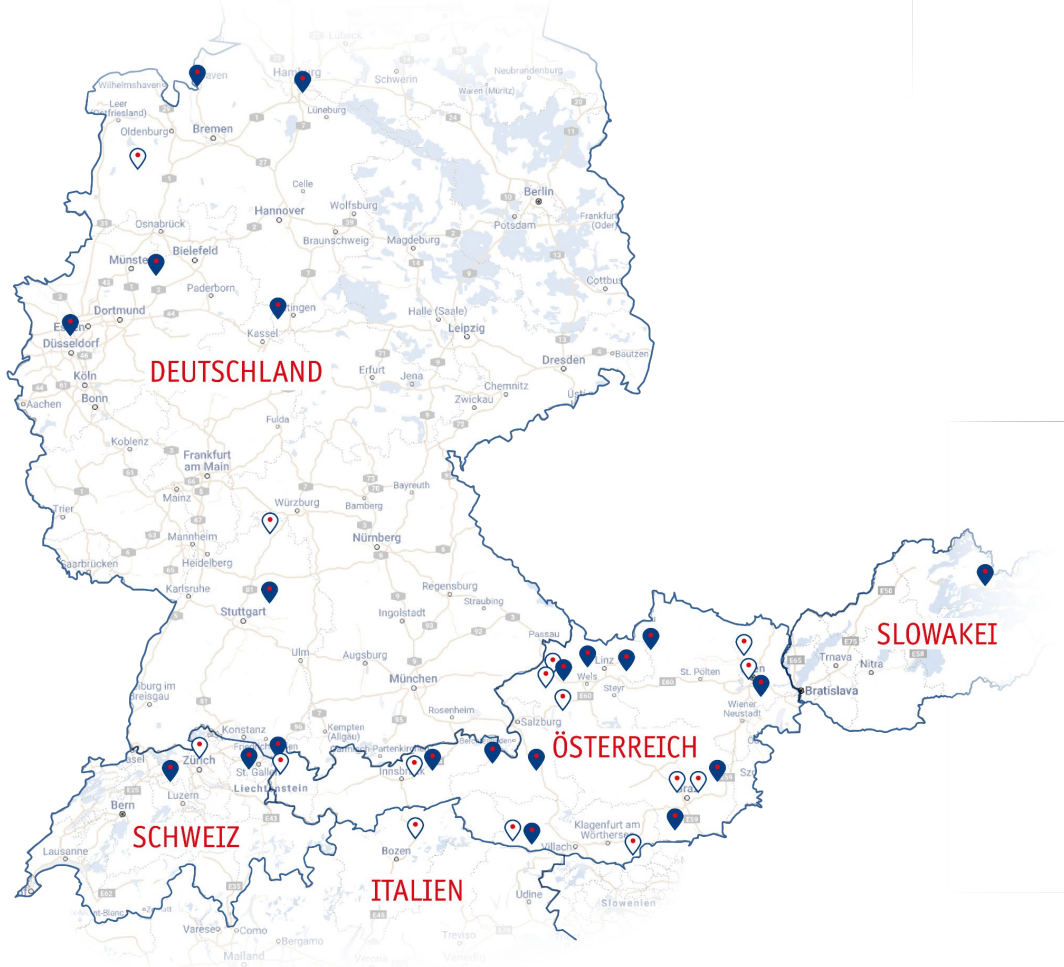 Lübeck
Hamburg
Schwerin
Neubrandenburg
Waren (Müritz)
Wilhelmshaven
Leer
(Ostfriesland)
Lüneburg
Oldenburg
Bremen
Celle
Wolfsburg
Hannover
Braunschweig
Magdeburg
Berlin
Potsdam
Frankfurt
(Oder)
Osnabrück
Bielefeld
Paderborn
Cottbus
Dortmund
Düsseldorf
Kassel
Halle (Saale)
Leipzig
DEUTSCHLAND
Köln
Bonn
Aachen
Erfurt
Jena
Dresden
Bautzen
Chemnitz
Zwickau
Fulda
Koblenz
Frankfurt
am Main
Mainz
Bayreuth
Bamberg
Würzburg
Trier
Mannheim
Heidelberg
Nürnberg
Saarbrücken
Karlsruhe
Stuttgart
Regensburg
Straubing
Ingolstadt
Passau
Ulm
Augsburg
München
Rosenheim
Kempten
(Allgäu)
Konstanz
Linz
Wels
Steyr
St. Pölten
Wiener
Neustadt
Salzburg
ÖSTERREICH
SLOWAKEI
Trnava
Nitra
Bratislava
Zürich
St. Gallen
Liechtenstein
Luzern
Bern
SCHWEIZ
Lausanne
Innsbruck
Klagenfurt am
Wörthersee
Villach
Bozen
ITALIEN
Udine
Slowenien
Varese
Como
Bergamo
Mailand
Treviso